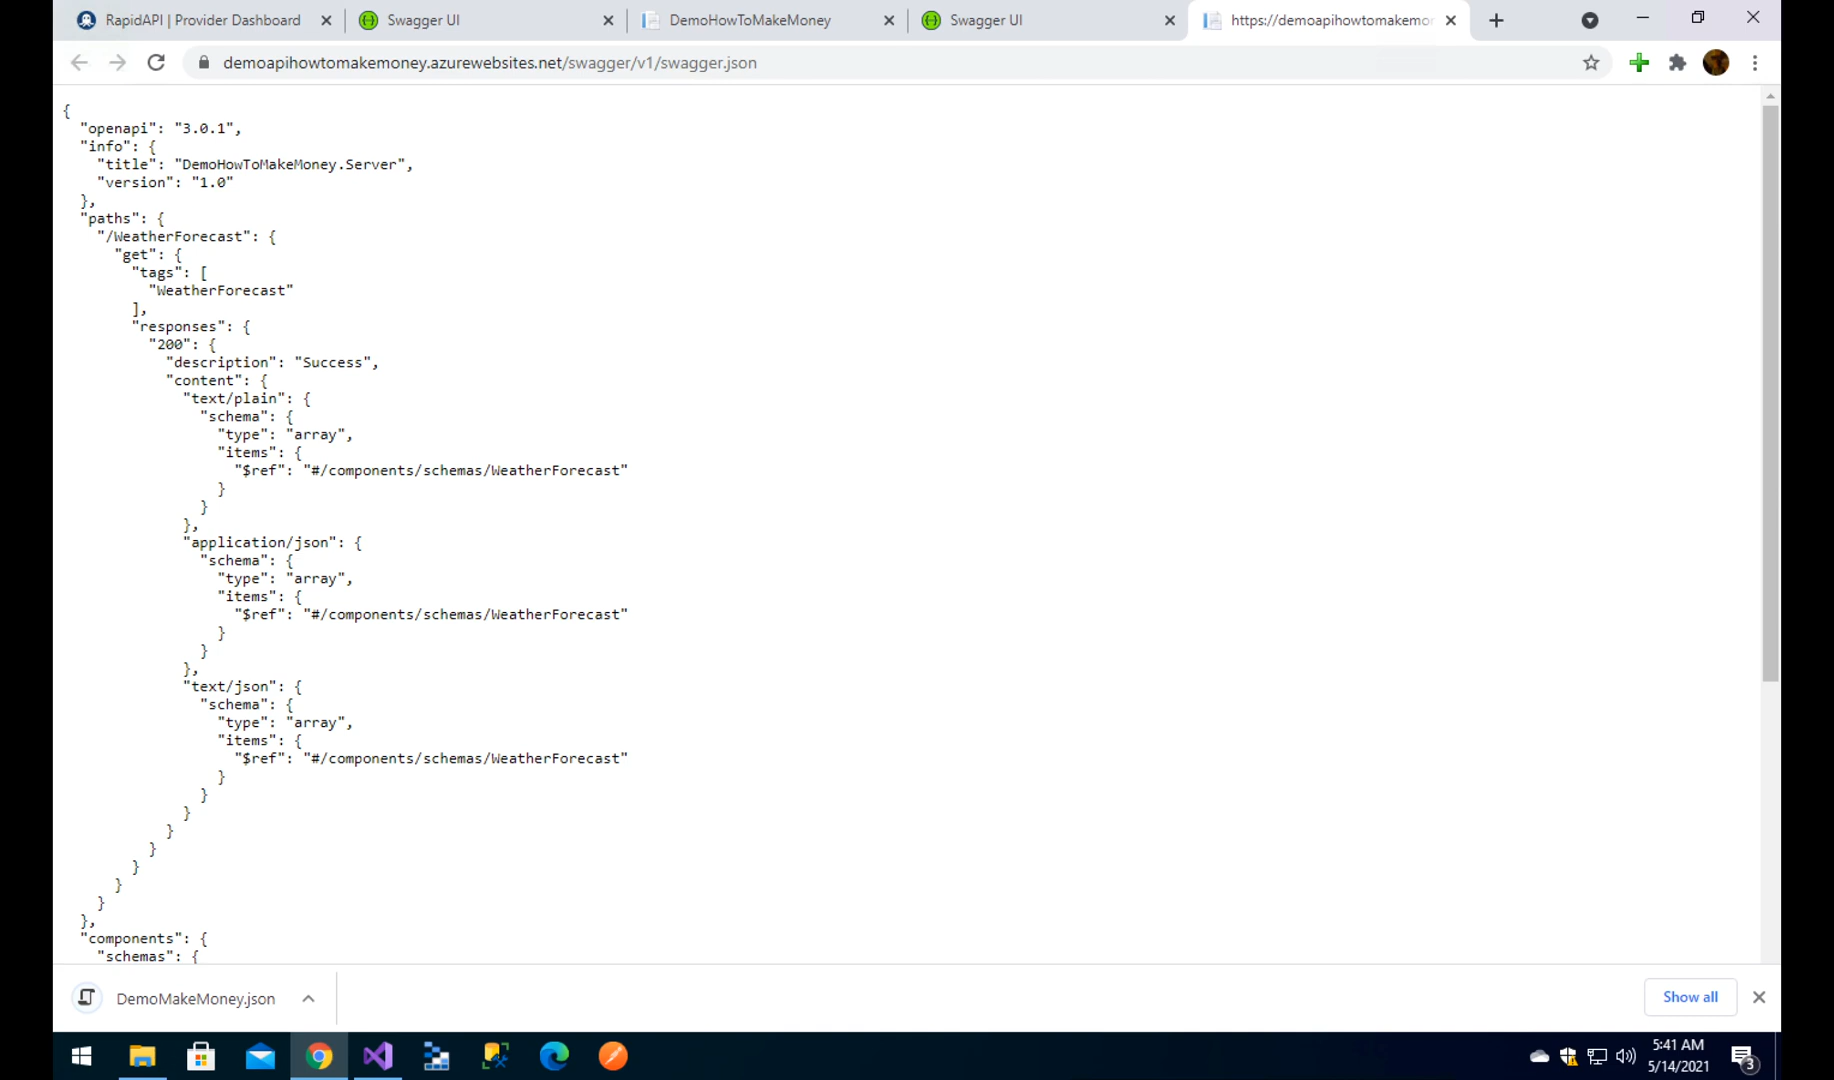 RapidAPI | Provider Dashboard
Swagger UI
DemoHowToMakeMoney
Swagger UI
https://demoapihowtomakemor
demoapihowtomakemoney.azurewebsites.net/swagger/v1/swagger.json
{
"openapi": "3.0.1",
"info": {
"title": "DemoHowToMakeMoney.Server",
"version": "1.0"
},
"paths": {
"/WeatherForecast": {
"get": {
"tags": [
"WeatherForecast"
],
"responses": {
"200": {
"description": "Success",
"content": {
"text/plain": {
"schema": {
"type": "array",
"items": {
"$ref": "#/components/schemas/WeatherForecast"
}
}
},
"application/json": {
"schema": {
"type": "array",
"items": {
"$ref": "#/components/schemas/WeatherForecast"
}
}
},
"text/json": {
"schema": {
"type": "array",
"items": {
"$ref": "#/components/schemas/WeatherForecast"
}
}
}
}
}
}
}
}
},
"components": {
"schemas": {
DemoMakeMoney.json
Show all
5:41 AM
5/14/2021
3